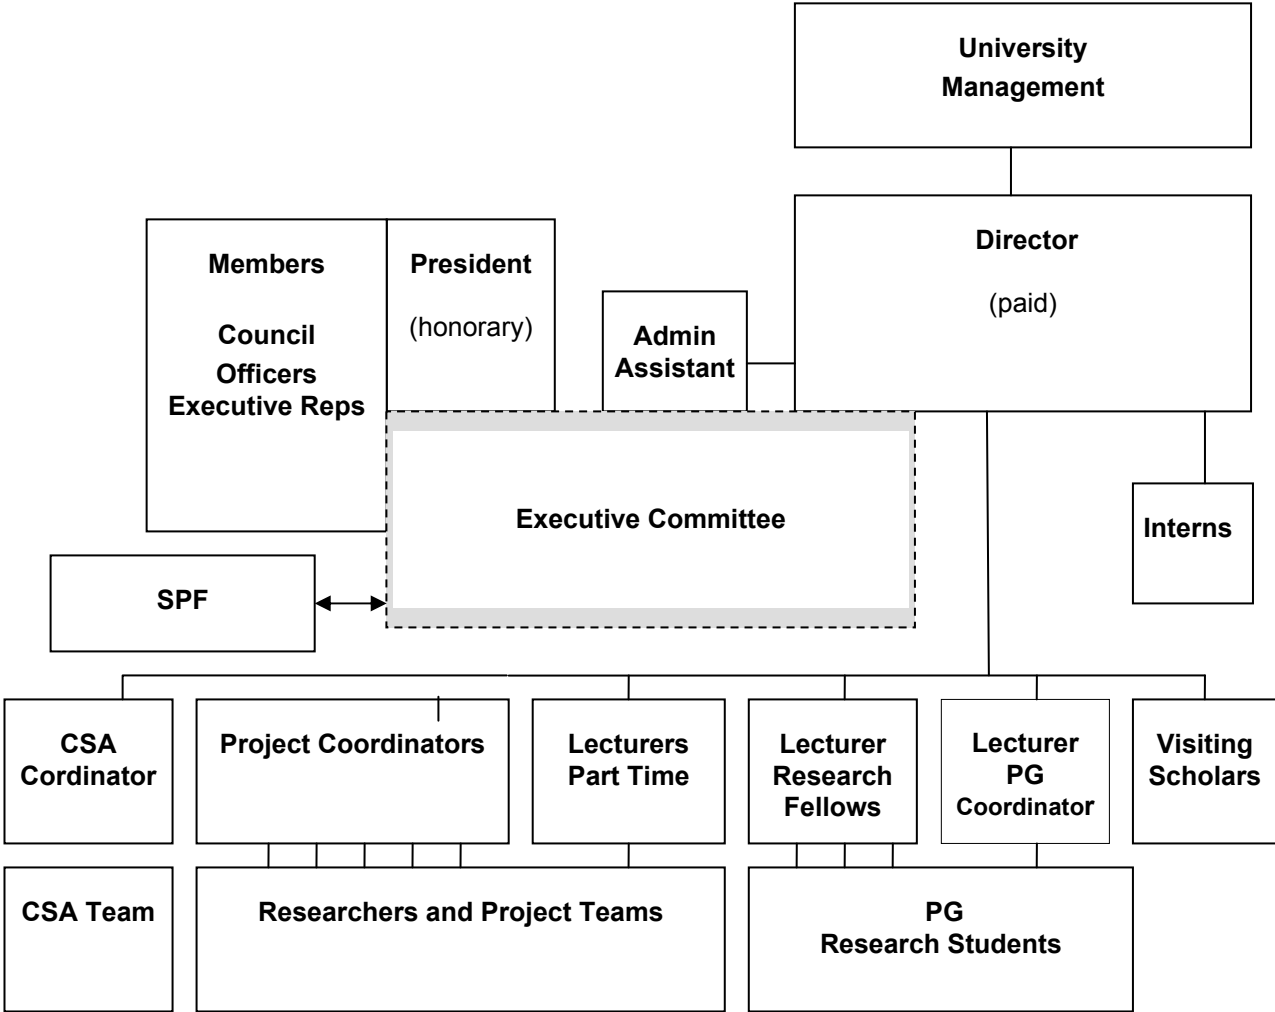 University
Management
Director
(paid)
Members
Council
Officers
Executive Reps
President
(honorary)
Admin
Assistant
Executive Committee
Interns
SPF
CSA
Cordinator
Project Coordinators
Lecturers
Part Time
Lecturer
Research
Fellows
Lecturer
PG
Coordinator
Visiting
Scholars
CSA Team
Researchers and Project Teams
PG
Research Students